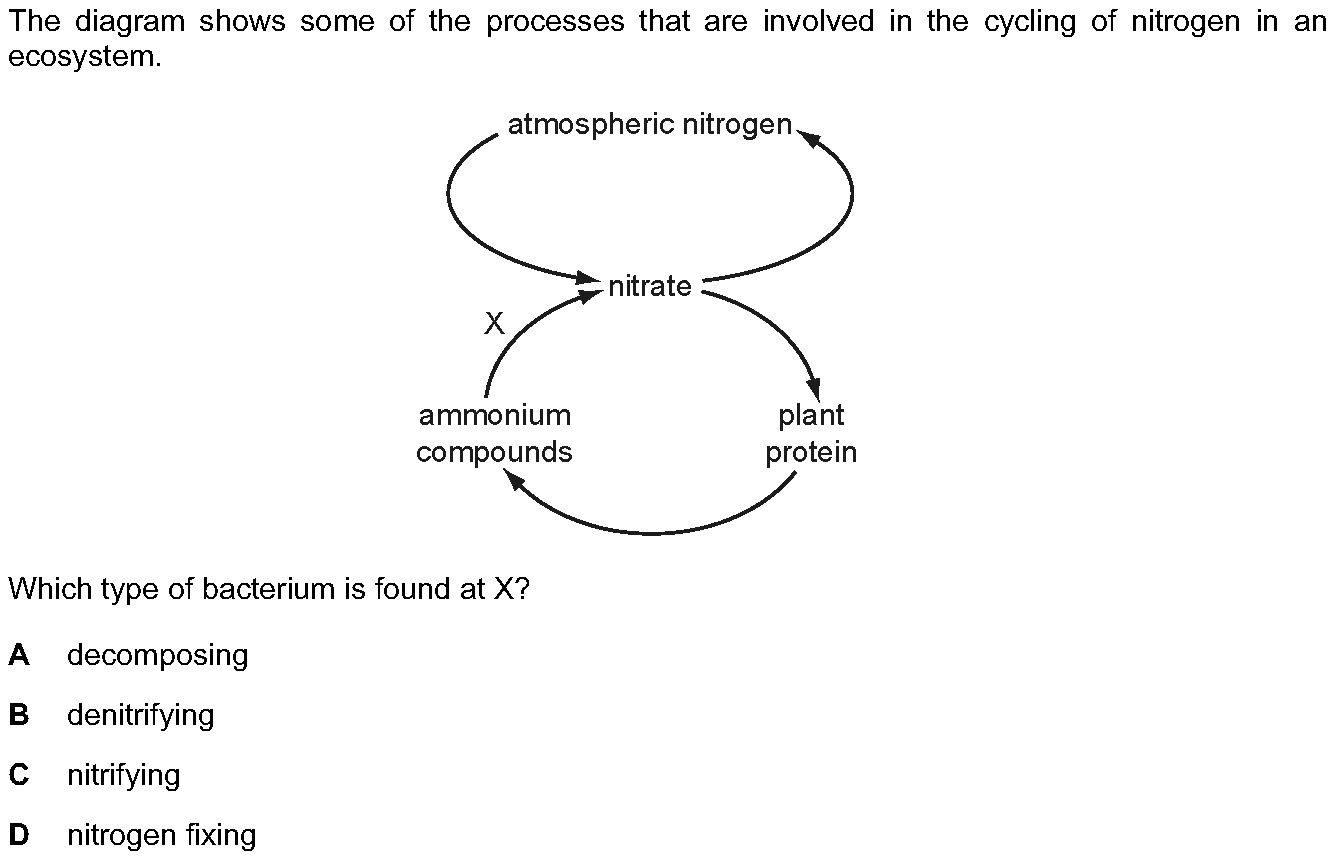 The diagram shows some of the processes that are involved in the cycling of nitrogen in an
ecosystem.
atmospheric nitrogen
nitrate
X
ammonium
compounds
plant
protein
Which type of bacterium is found at X?
A decomposing
B denitrifying
C nitrifying
D nitrogen fixing